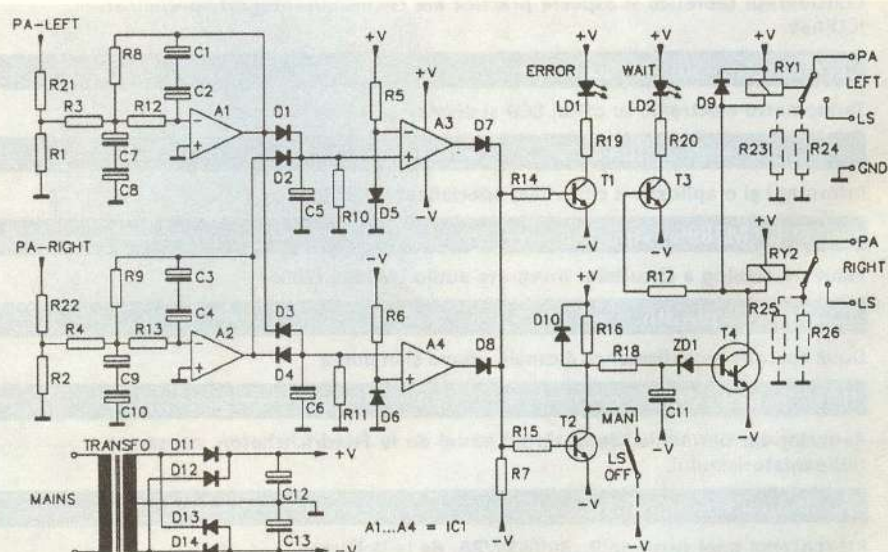 PA-LEFT
R21
R3
R1
R8
R12
C1
C2
C7
C8
A1
D1
D2
C5
R10
+V
R5
D5
A3
+V
-V
D7
R14
+V
ERROR
LD1
R19
T1
-V
+V
WAIT
LD2
R20
T3
-V
+V
D9
RY1
R23
R24
PA
LEFT
LS
GND
PA-RIGHT
R22
R4
R2
R9
R13
C3
C4
C9
C10
A2
D3
D4
C6
R11
-V
R6
D6
A4
D8
R15
R7
-V
+V
D10
R16
T2
-V
R17
R18
ZD1
C11
-V
T4
-V
MAN!
LS
OFF
-V
+V
RY2
R25
R26
PA
RIGHT
LS
TRANSFO
MAINS
D11
D12
D13
D14
C12
C13
+V
-V
A1...A4 = IC1